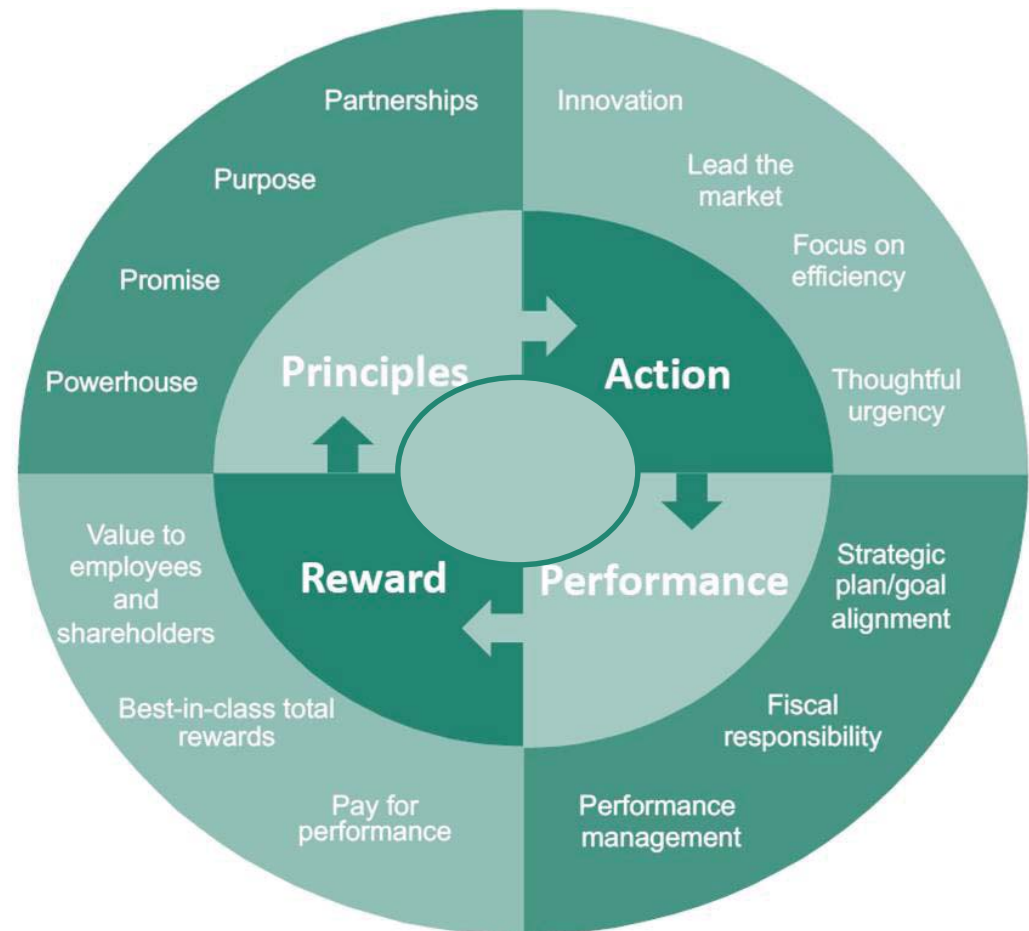 Partnerships
Purpose
Promise
Powerhouse
Principles
Innovation
Lead the
market
Focus on
efficiency
Thoughtful
urgency
Action
Strategic
plan/goal
alignment
Fiscal
responsibility
Performance
management
Performance
Value to
employees
and
shareholders
Best-in-class total
rewards
Pay for
performance
Reward